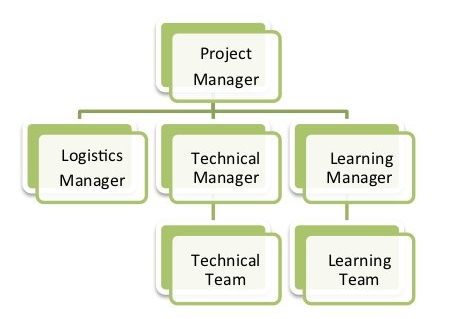 Project
Manager
Logistics
Manager
Technical
Manager
Learning
Manager
Technical
Team
Learning
Team